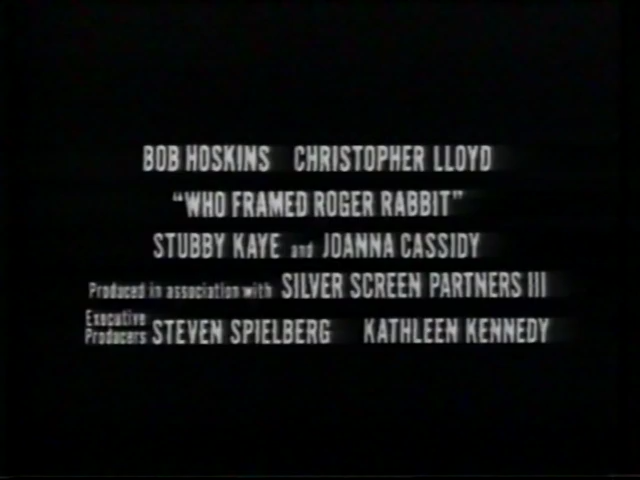 BOB HOSKINS CHRISTOPHER LLOYD
"WHO FRAMED ROGER RABBIT"
STUBBY KAYE and JOANNA CASSIDY
Produced in association with SILVER SCREEN PARTNERS III
Executive Producers STEVEN SPIELBERG KATHLEEN KENNEDY